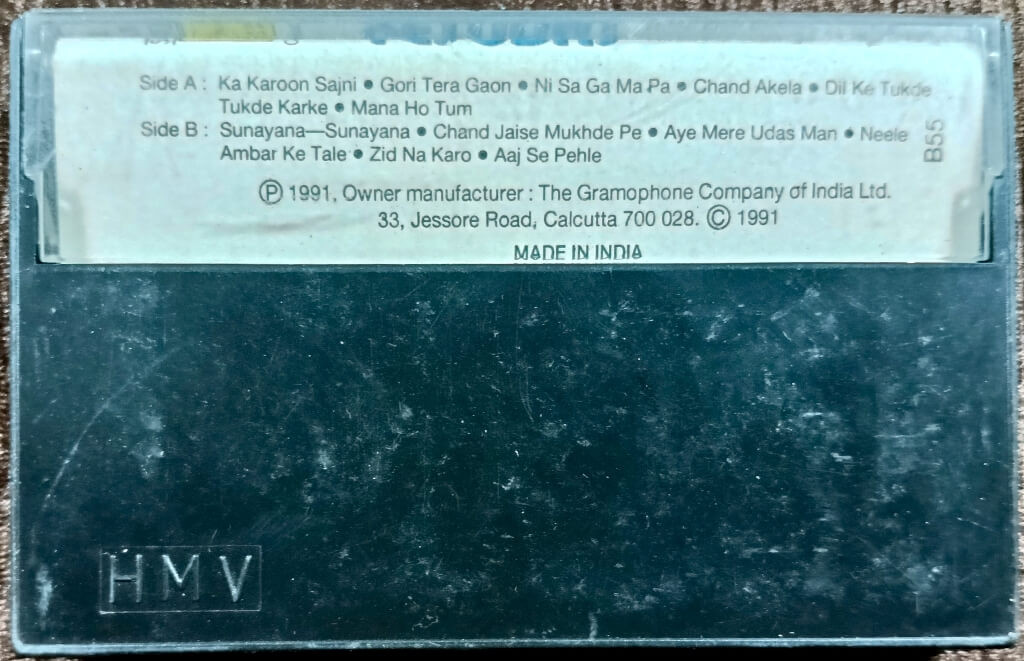 Side A : Ka Karoon Sajni • Gori Tera Gaon • Ni Sa Ga Ma Pa • Chand Akela • Dil Ke Tukde
Tukde Karke • Mana Ho Tum
Side B : Sunayana—Sunayana • Chand Jaise Mukhde Pe • Aye Mere Udas Man • Neele
Ambar Ke Tale • Zid Na Karo • Aaj Se Pehle
B55
Ⓟ 1991, Owner manufacturer : The Gramophone Company of India Ltd.
33, Jessore Road, Calcutta 700 028. © 1991
MADE IN INDIA
HMV